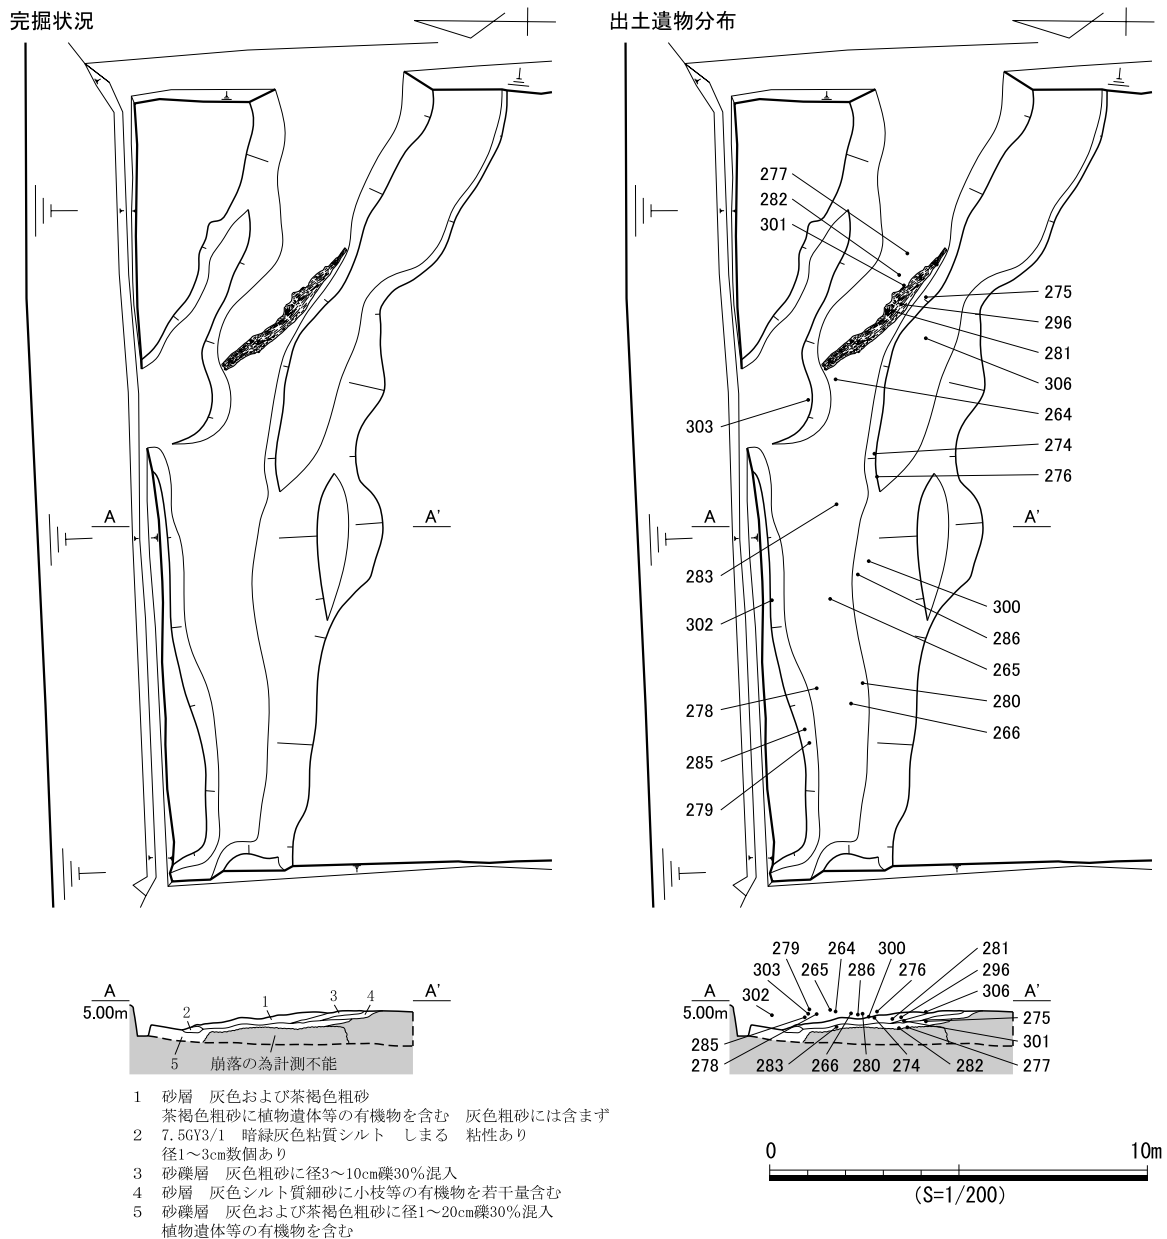 完掘状況
出土遺物分布
277
282
301
275
296
281
306
264
303
274
276
A A'
A A'
283
300
302
286
265
280
278
266
285
279
A A'
5.00m
1
2
3
4
5
崩落の為計測不能
279 264 300 281
303 265 286 276 296
302 306
A A'
5.00m
275
285 301
278 283 266 280 274 282 277
1 砂層 灰色および茶褐色粗砂
茶褐色粗砂に植物遺体等の有機物を含む 灰色粗砂には含まず
2 7.5GY3/1 暗緑灰色粘質シルト しまる 粘性あり
径1～3cm数個あり
3 砂礫層 灰色粗砂に径3～10cm礫30%混入
4 砂層 灰色シルト質細砂に小枝等の有機物を若干量含む
5 砂礫層 灰色および茶褐色粗砂に径1～20cm礫30%混入
植物遺体等の有機物を含む
0 10m
(S=1/200)